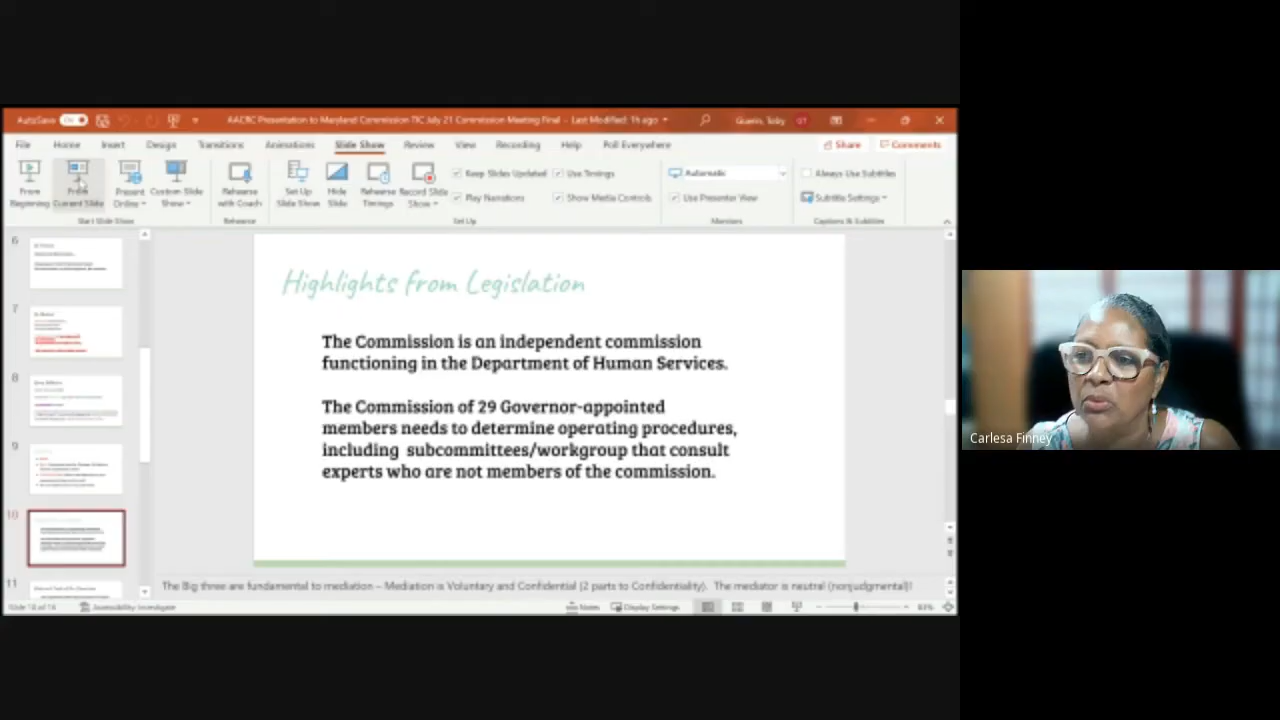 AutoSave On
AACRC Presentation to Maryland Commission TIC July 21 Commission Meeting Final - Last Modified: 1h ago
Guerin, Toby GT
File Home Insert Design Transitions Animations Slide Show Review View Recording Help Poll Everywhere Share Comments
From Beginning
From Current Slide
Present Online
Custom Slide Show
Rehearse with Coach
Set Up Slide Show
Hide Slide
Rehearse Timings
Record Slide Show
Keep Slides Updated
Use Timings
Play Narrations
Show Media Controls
Automatic
Use Presenter View
Always Use Subtitles
Subtitle Settings
Start Slide Show Rehearse Set Up Monitors Captions & Subtitles
6
7
8
9
10
11
Highlights from Legislation
The Commission is an independent commission
functioning in the Department of Human Services.
The Commission of 29 Governor-appointed
members needs to determine operating procedures,
including subcommittees/workgroup that consult
experts who are not members of the commission.
The Big three are fundamental to mediation – Mediation is Voluntary and Confidential (2 parts to Confidentiality). The mediator is neutral (nonjudgmental)!
Accessibility: Investigate
Notes Display Settings
Carlesa Finney